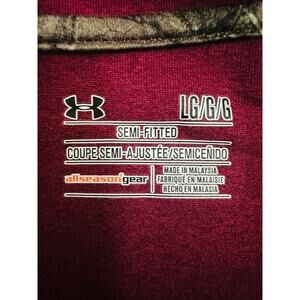 LG/G/G
SEMI-FITTED
COUPE SEMI-AJUSTÉE/SEMICEÑIDO
allseasongear
MADE IN MALAYSIA
FABRIQUÉ EN MALAISIE
HECHO EN MALASIA